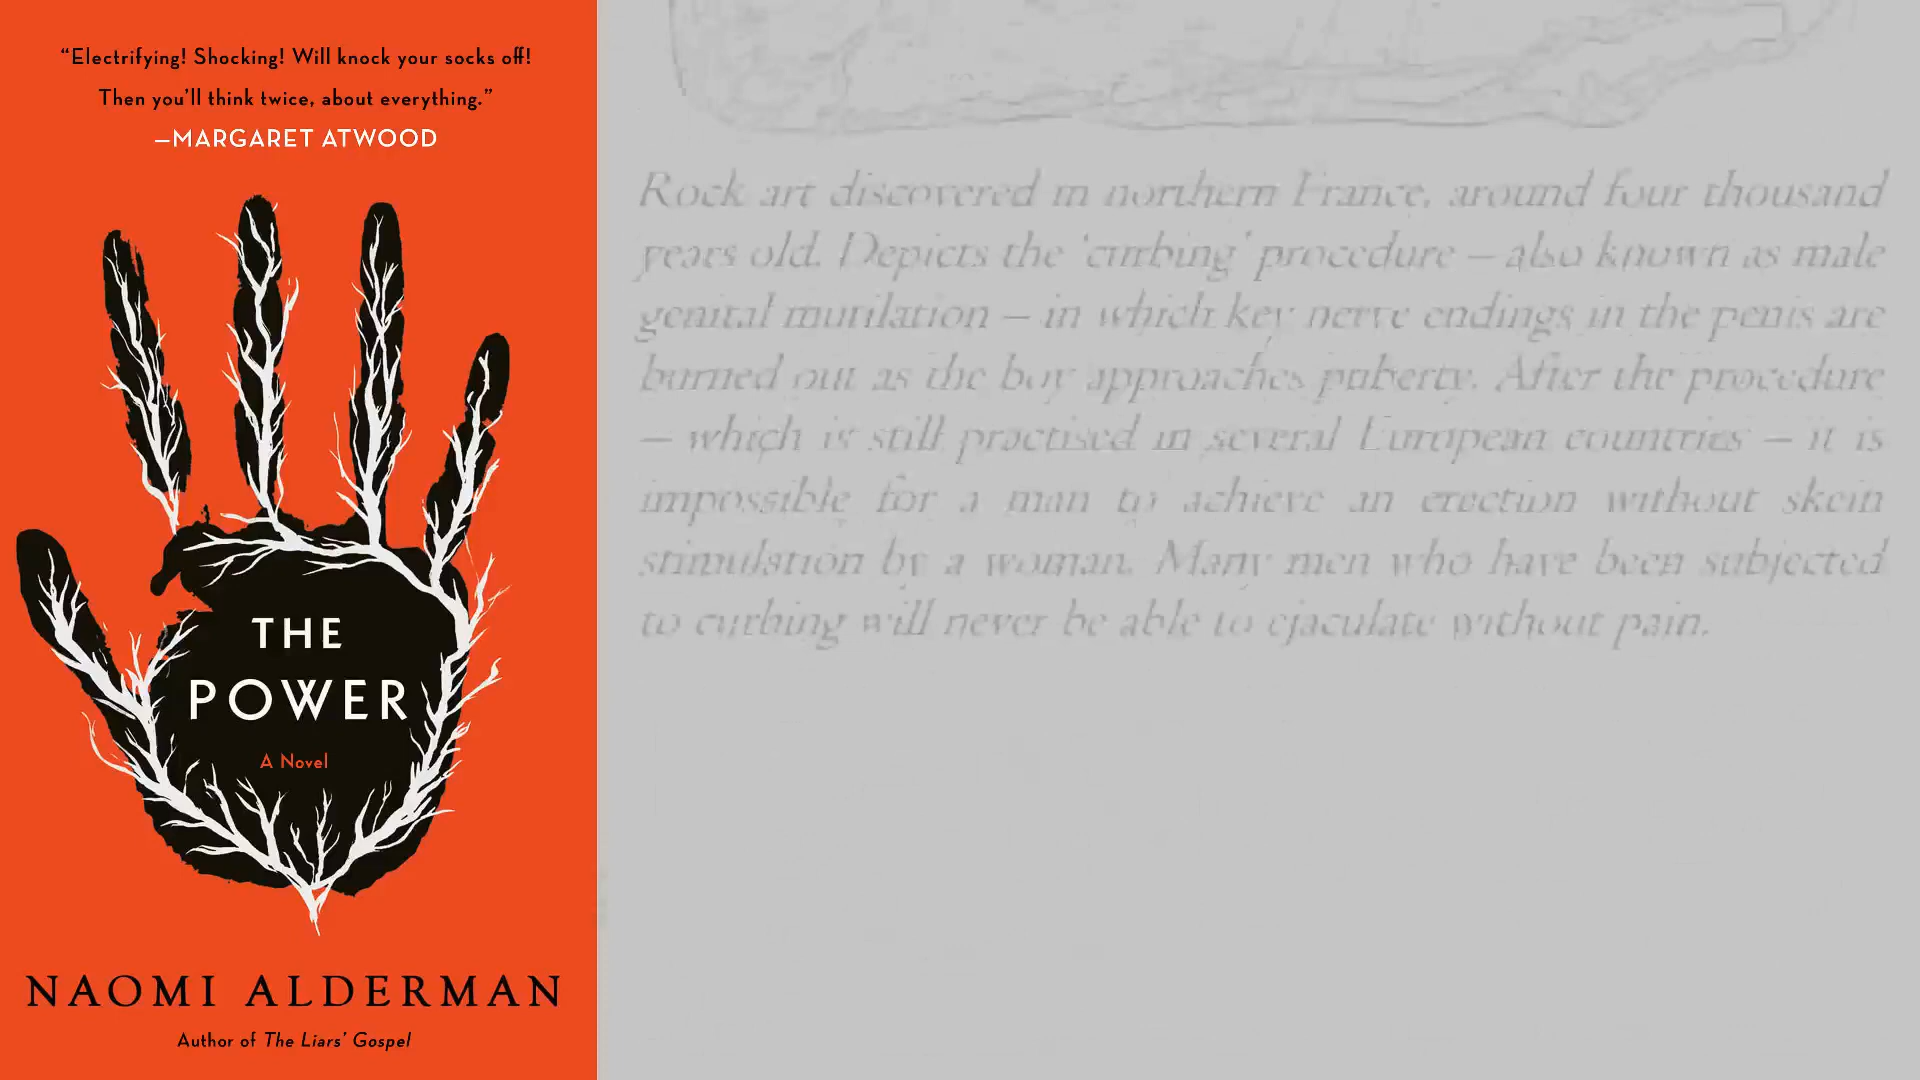 “Electrifying! Shocking! Will knock your socks off!
Then you’ll think twice, about everything.”
—MARGARET ATWOOD
THE
POWER
A Novel
NAOMI ALDERMAN
Author of The Liars’ Gospel
Rock art discovered in northern France, around four thousand
years old. Depicts the ‘curbing’ procedure – also known as male
genital mutilation – in which key nerve endings in the penis are
burned out as the boy approaches puberty. After the procedure
– which is still practised in several European countries – it is
impossible for a man to achieve an erection without skein
stimulation by a woman. Many men who have been subjected
to curbing will never be able to ejaculate without pain.